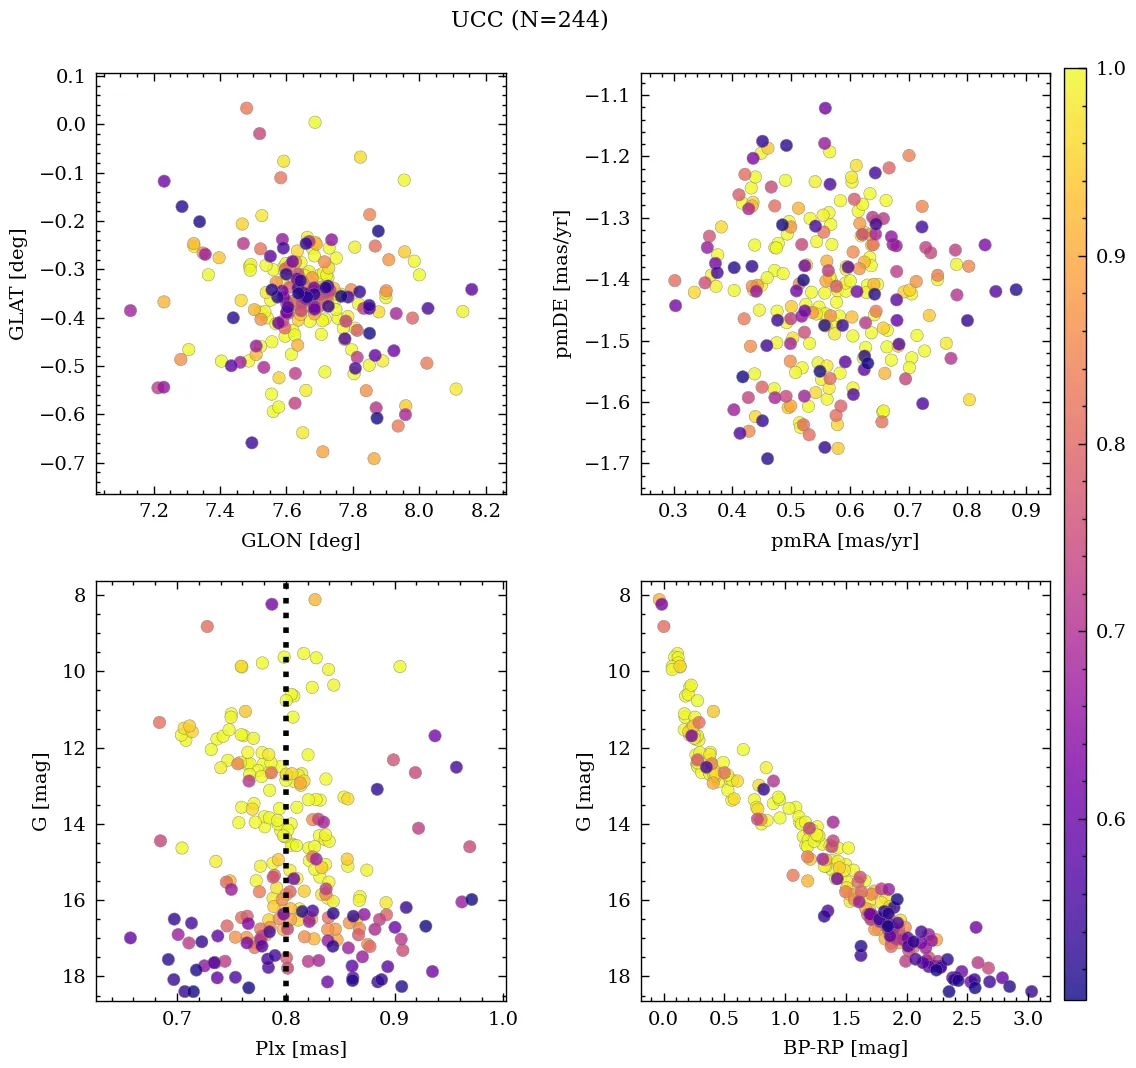 UCC (N=244)
0.1
0.0
−0.1
−0.2
−0.3
−0.4
−0.5
−0.6
−0.7
GLAT [deg]
7.2 7.4 7.6 7.8 8.0 8.2
GLON [deg]
−1.1
−1.2
−1.3
−1.4
−1.5
−1.6
−1.7
pmDE [mas/yr]
0.3 0.4 0.5 0.6 0.7 0.8 0.9
pmRA [mas/yr]
8
10
12
14
16
18
G [mag]
0.7 0.8 0.9 1.0
Plx [mas]
8
10
12
14
16
18
G [mag]
0.0 0.5 1.0 1.5 2.0 2.5 3.0
BP-RP [mag]
1.0
0.9
0.8
0.7
0.6